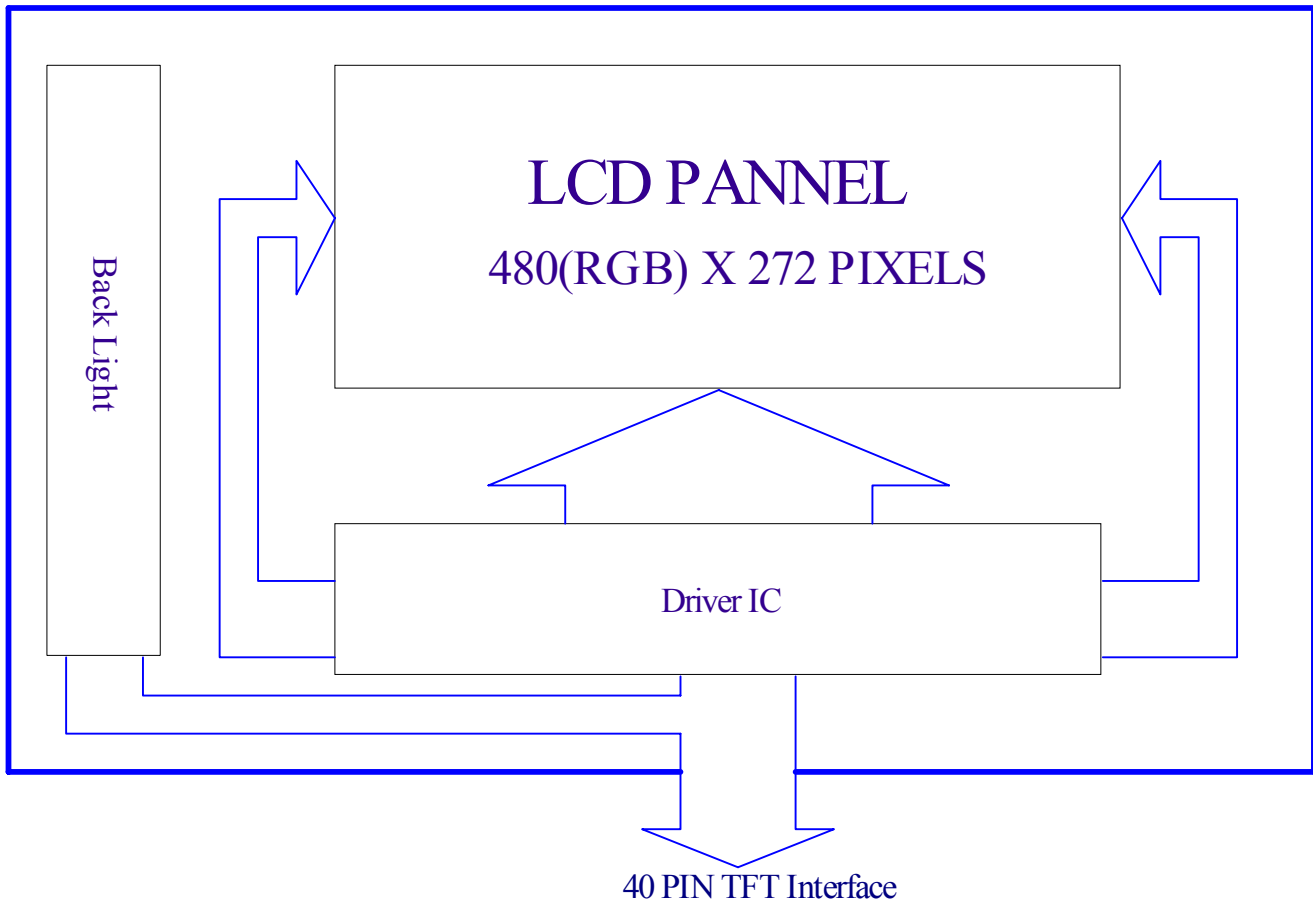 LCD PANNEL
480(RGB) X 272 PIXELS
Back Light
Driver IC
40 PIN TFT Interface